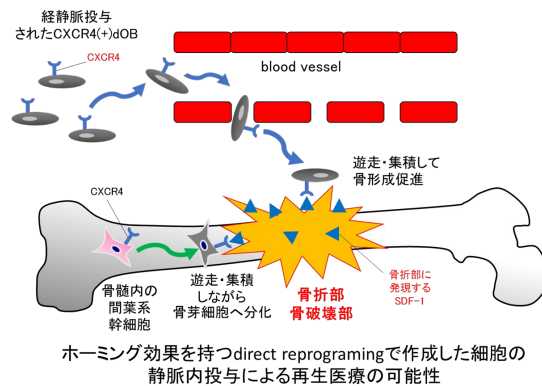 経静脈投与
されたCXCR4(+)dOB
CXCR4
blood vessel
遊走・集積して
骨形成促進
CXCR4
骨髄内の
間葉系
幹細胞
遊走・集積
しながら
骨芽細胞へ分化
骨折部
骨破壊部
骨折部に
発現する
SDF-1
ホーミング効果を持つdirect reprogramingで作成した細胞の
静脈内投与による再生医療の可能性